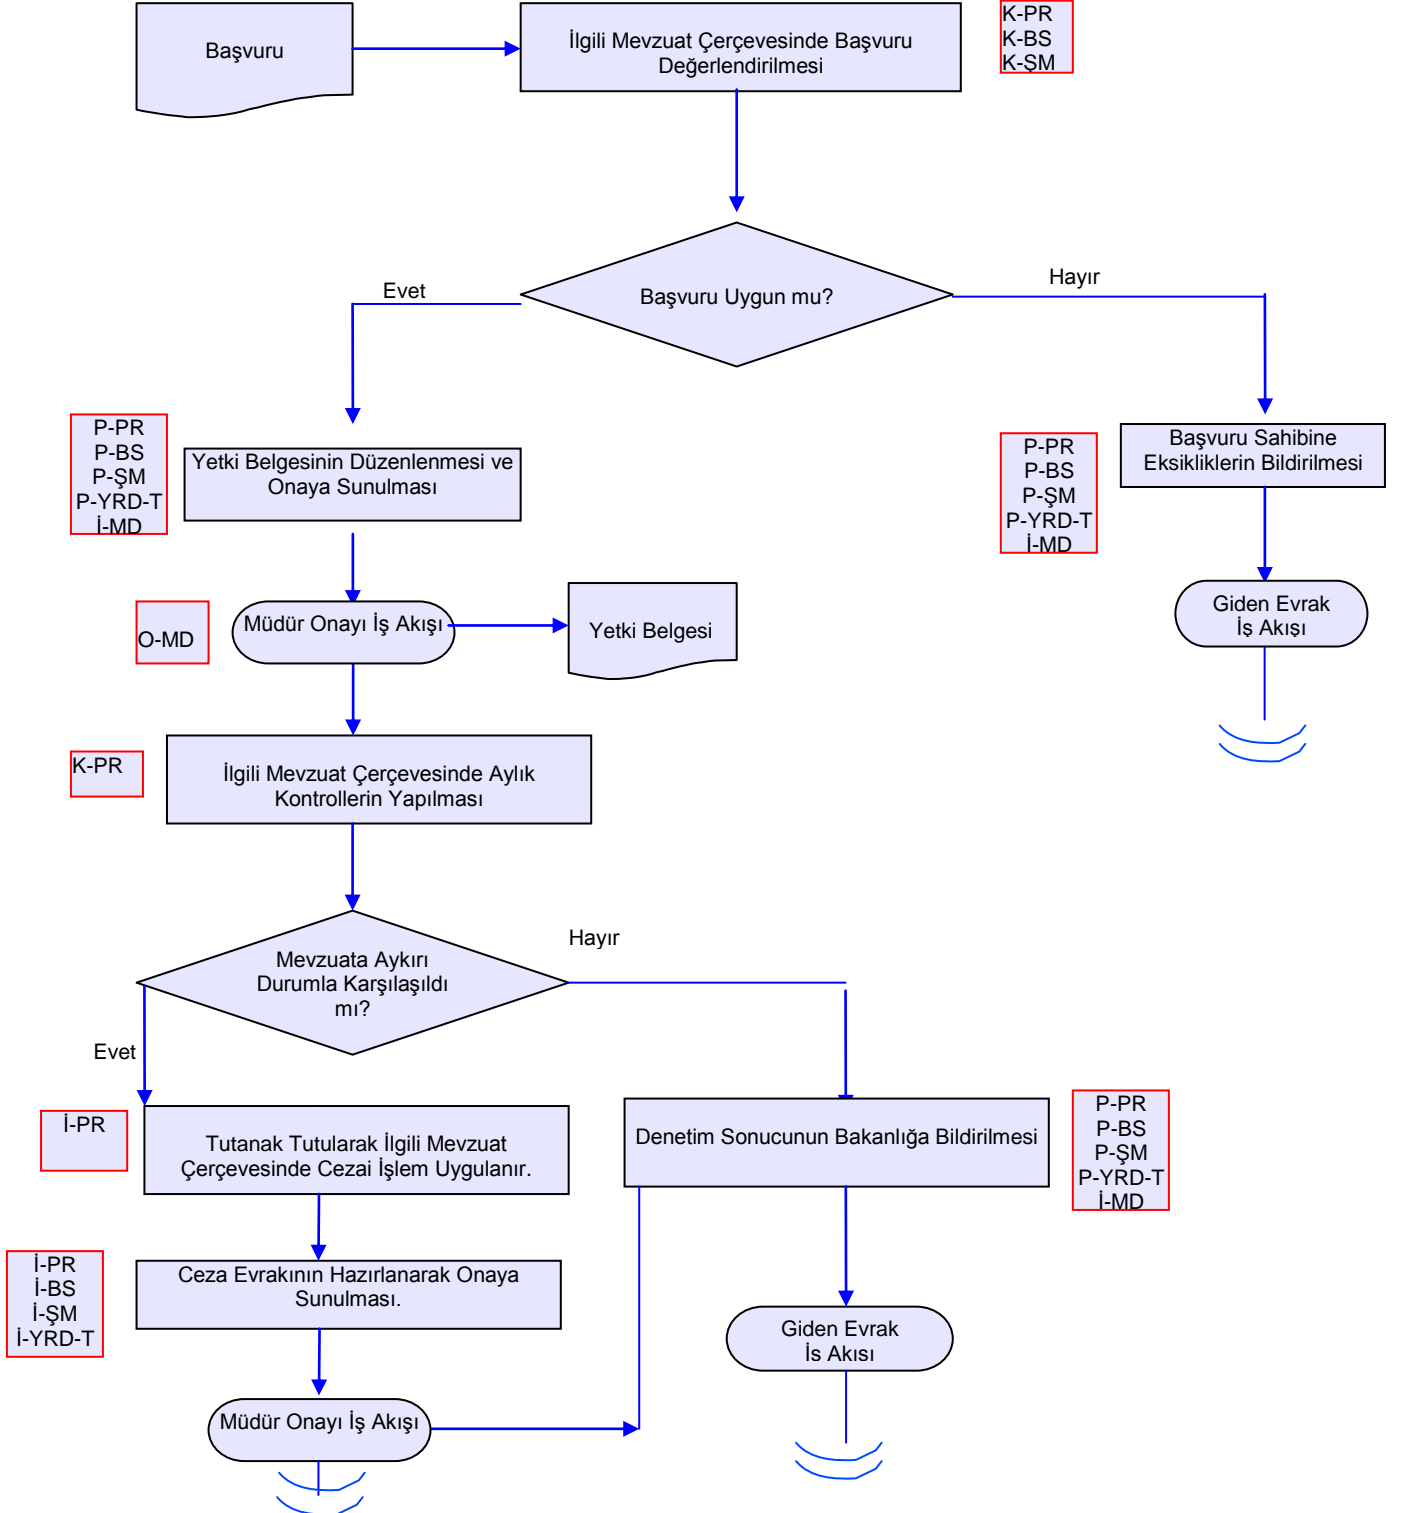 Başvuru
İlgili Mevzuat Çerçevesinde Başvuru
Değerlendirilmesi
K-PR
K-BS
K-ŞM
Başvuru Uygun mu?
Evet
Hayır
P-PR
P-BS
P-ŞM
P-YRD-T
İ-MD
Yetki Belgesinin Düzenlenmesi ve
Onaya Sunulması
P-PR
P-BS
P-ŞM
P-YRD-T
İ-MD
Başvuru Sahibine
Eksikliklerin Bildirilmesi
O-MD
Müdür Onayı İş Akışı
Yetki Belgesi
Giden Evrak
İş Akışı
K-PR
İlgili Mevzuat Çerçevesinde Aylık
Kontrollerin Yapılması
Mevzuata Aykırı
Durumla Karşılaşıldı
mı?
Hayır
Evet
İ-PR
Tutanak Tutularak İlgili Mevzuat
Çerçevesinde Cezai İşlem Uygulanır.
Denetim Sonucunun Bakanlığa Bildirilmesi
P-PR
P-BS
P-ŞM
P-YRD-T
İ-MD
İ-PR
İ-BS
İ-ŞM
İ-YRD-T
Ceza Evrakının Hazırlanarak Onaya
Sunulması.
Giden Evrak
İs Akısı
Müdür Onayı İş Akışı